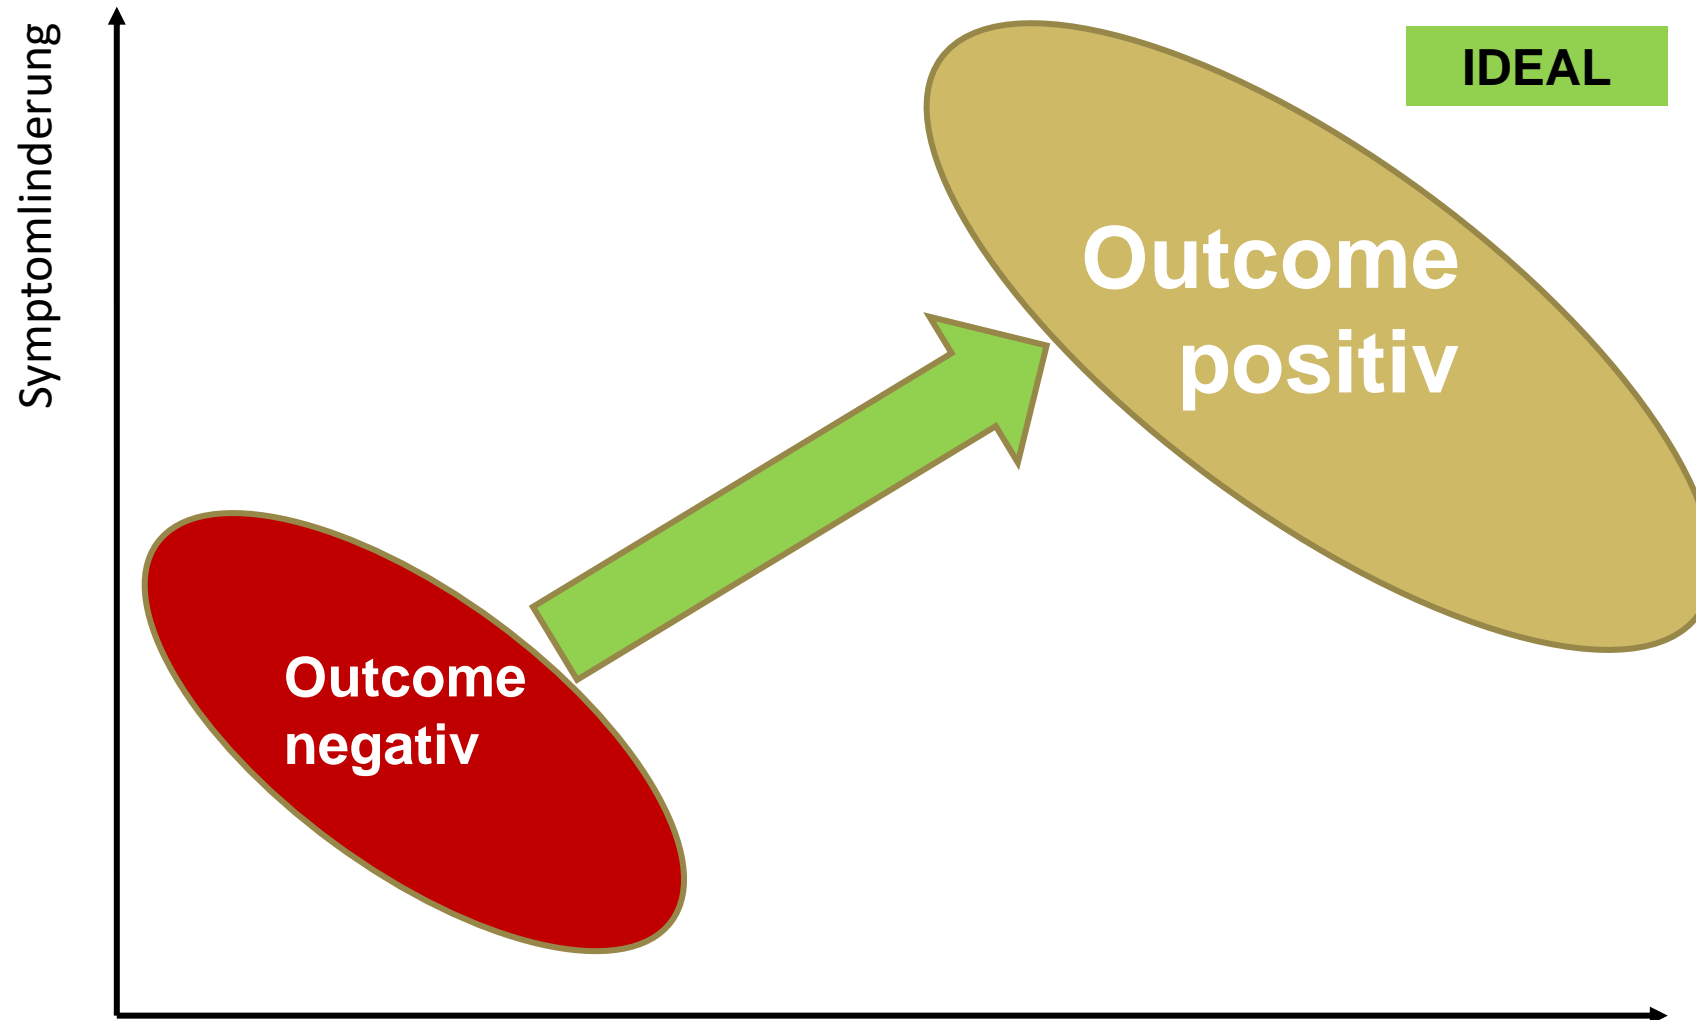 Symptomlinderung
IDEAL
Outcome
positiv
Outcome
negativ